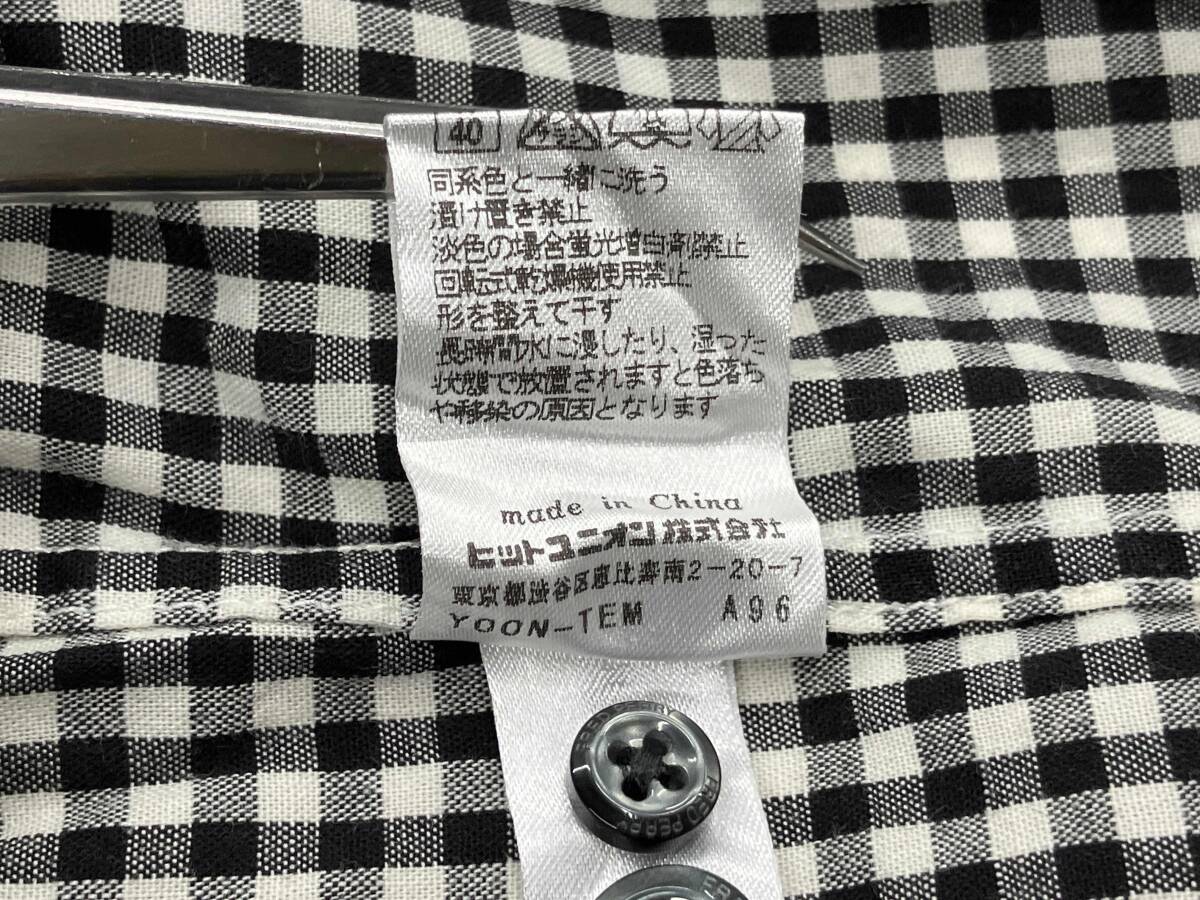 40
同系色と一緒に洗う
漬け置き禁止
淡色の場合蛍光増白剤禁止
回転式乾燥機使用禁止
形を整えて干す
長時間水に浸したり、湿った
状態で放置されますと色落ち
や移染の原因となります
made in China
ヒットユニオン株式会社
東京都渋谷区恵比寿南2-20-7
YOON-TEM A96
FRED PERRY